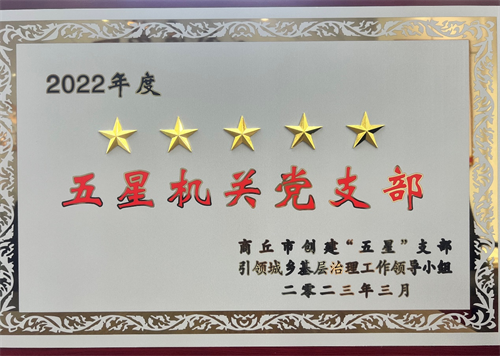 2022年度
五星机关党支部
商丘市创建“五星”支部
引领城乡基层治理工作领导小组
二零二三年三月